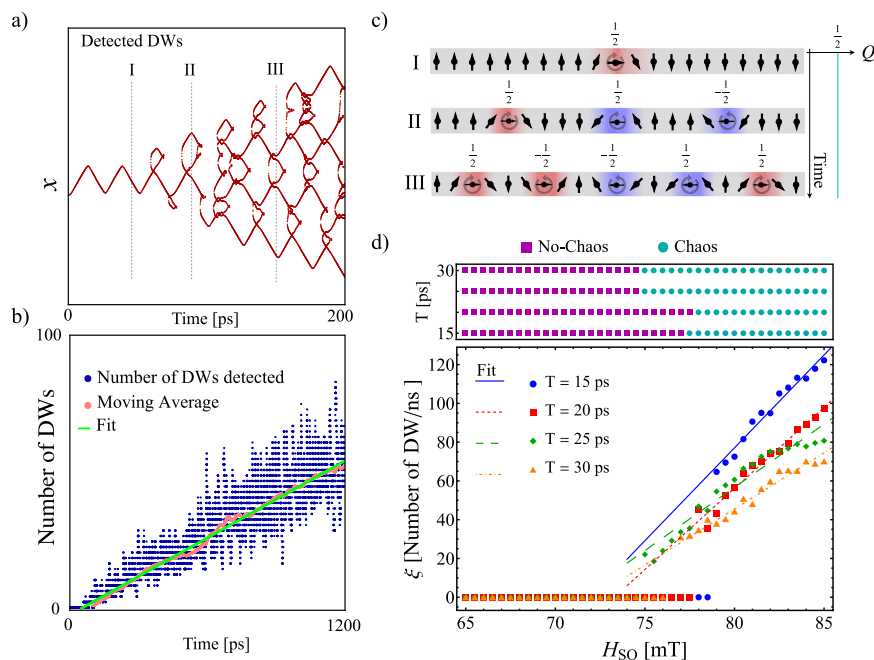 a)
Detected DWs
I II III
x
0 200
Time [ps]
b)
100
Number of DWs detected
Moving Average
Fit
Number of DWs
0
0 1200
Time [ps]
c)
1/2
1/2
Q
I
1/2 1/2 -1/2
II
1/2 -1/2 -1/2 1/2 1/2
III
Time
d)
No-Chaos Chaos
30
15
T [ps]
Fit
T = 15 ps
T = 20 ps
T = 25 ps
T = 30 ps
120
100
80
60
40
20
0
ξ [Number of DW/ns]
65 70 75 80 85
H_SO [mT]